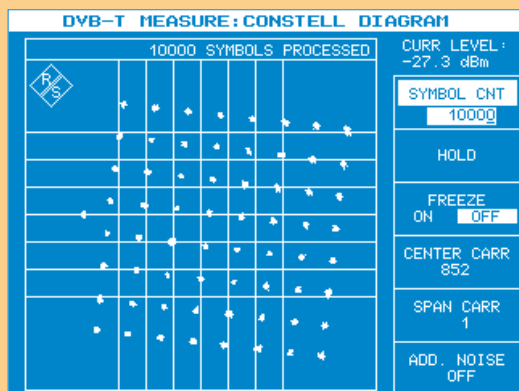 DVB-T MEASURE:CONSTELL DIAGRAM
10000 SYMBOLS PROCESSED
R
S
CURR LEVEL:
-27.3 dBm
SYMBOL CNT
10000
HOLD
FREEZE
ON OFF
CENTER CARR
852
SPAN CARR
1
ADD. NOISE
OFF